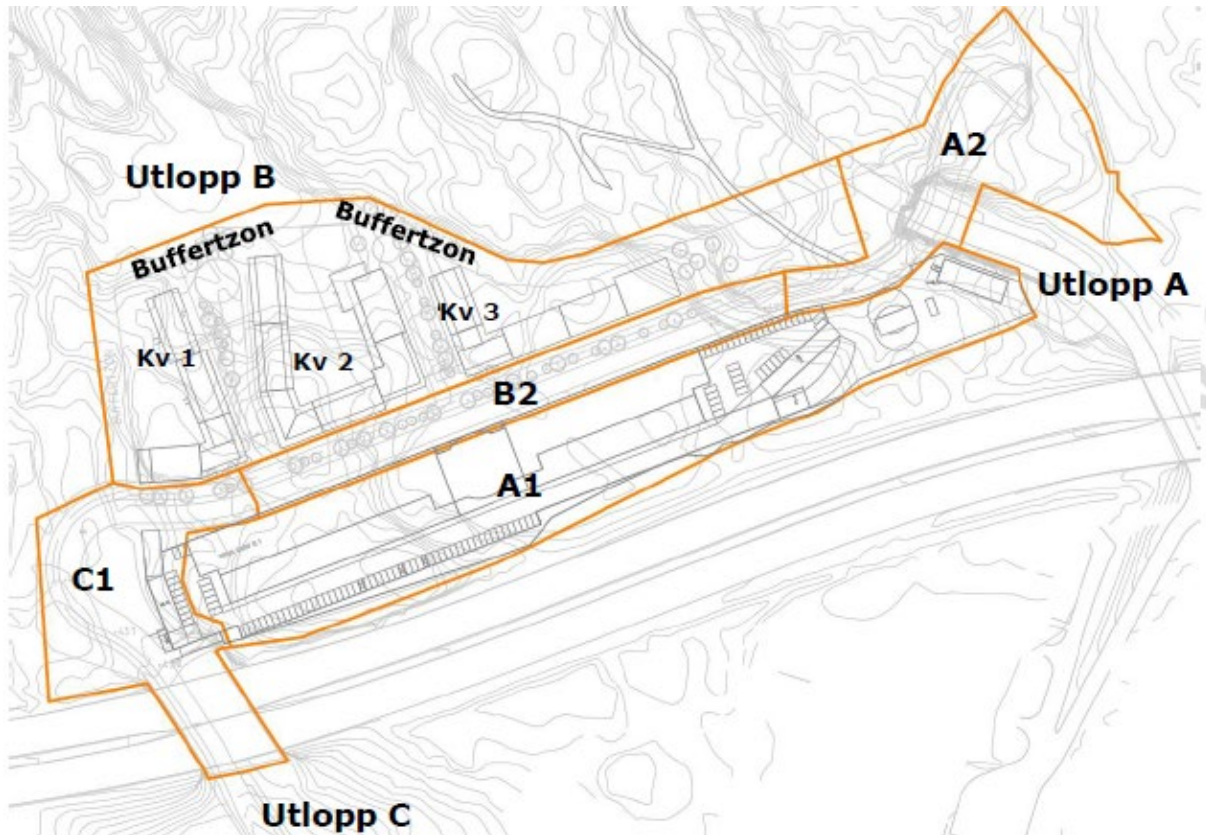 A2
Utlopp B
Buffertzon
Buffertzon
Utlopp A
Kv 3
Kv 1
Kv 2
B2
A1
C1
Utlopp C